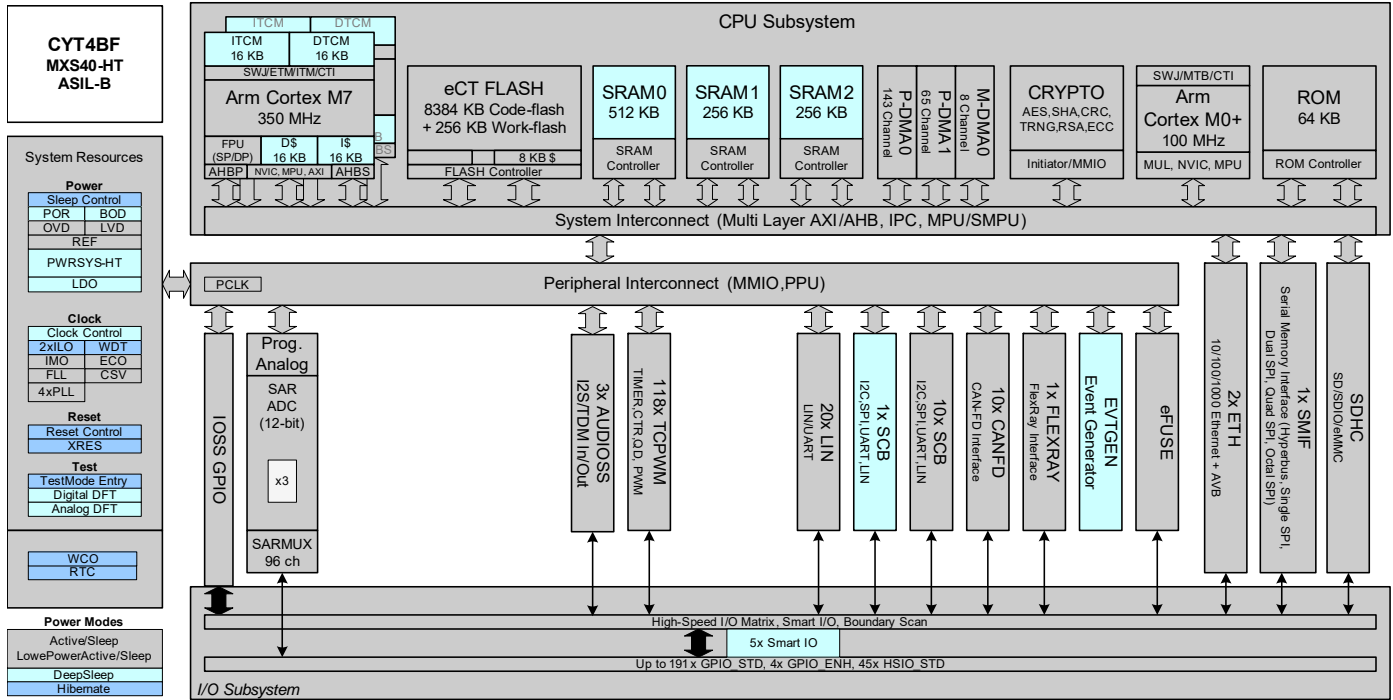 CYT4BF
MXS40-HT
ASIL-B
System Resources
Power
Sleep Control
POR BOD
OVD LVD
REF
PWRSYS-HT
LDO
Clock
Clock Control
2xILO WDT
IMO ECO
FLL CSV
4xPLL
Reset
Reset Control
XRES
Test
TestMode Entry
Digital DFT
Analog DFT
WCO
RTC
Power Modes
Active/Sleep
LowePowerActive/Sleep
DeepSleep
Hibernate
CPU Subsystem
ITCM DTCM
ITCM
16 KB
DTCM
16 KB
SWJ/ETM/ITM/CTI
Arm Cortex M7
350 MHz
FPU
(SP/DP)
D$
16 KB
I$
16 KB
AHBP NVIC, MPU, AXI AHBS
eCT FLASH
8384 KB Code-flash
+ 256 KB Work-flash
8 KB $
FLASH Controller
SRAM0
512 KB
SRAM
Controller
SRAM1
256 KB
SRAM
Controller
SRAM2
256 KB
SRAM
Controller
P-DMA0
143 Channel
P-DMA1
65 Channel
M-DMA0
8 Channel
CRYPTO
AES,SHA,CRC,
TRNG,RSA,ECC
Initiator/MMIO
SWJ/MTB/CTI
Arm
Cortex M0+
100 MHz
MUL, NVIC, MPU
ROM
64 KB
ROM Controller
System Interconnect (Multi Layer AXI/AHB, IPC, MPU/SMPU)
PCLK
Peripheral Interconnect (MMIO,PPU)
IOSS GPIO
Prog.
Analog
SAR
ADC
(12-bit)
x3
SARMUX
96 ch
3x AUDIOSS
I2S/TDM In/Out
118x TCPWM
TIMER,CTR,QD, PWM
20x LIN
LIN/UART
1x SCB
I2C,SPI,UART,LIN
10x SCB
I2C,SPI,UART,LIN
10x CANFD
CAN-FD Interface
1x FLEXRAY
FlexRay Interface
EVTGEN
Event Generator
eFUSE
2x ETH
10/100/1000 Ethernet + AVB
1x SMIF
Serial Memory Interface (Hyperbus, Single SPI,
Dual SPI, Quad SPI, Octal SPI)
SDHC
SD/SDIO/eMMC
High-Speed I/O Matrix, Smart I/O, Boundary Scan
5x Smart IO
Up to 191x GPIO_STD, 4x GPIO_ENH, 45x HSIO_STD
I/O Subsystem